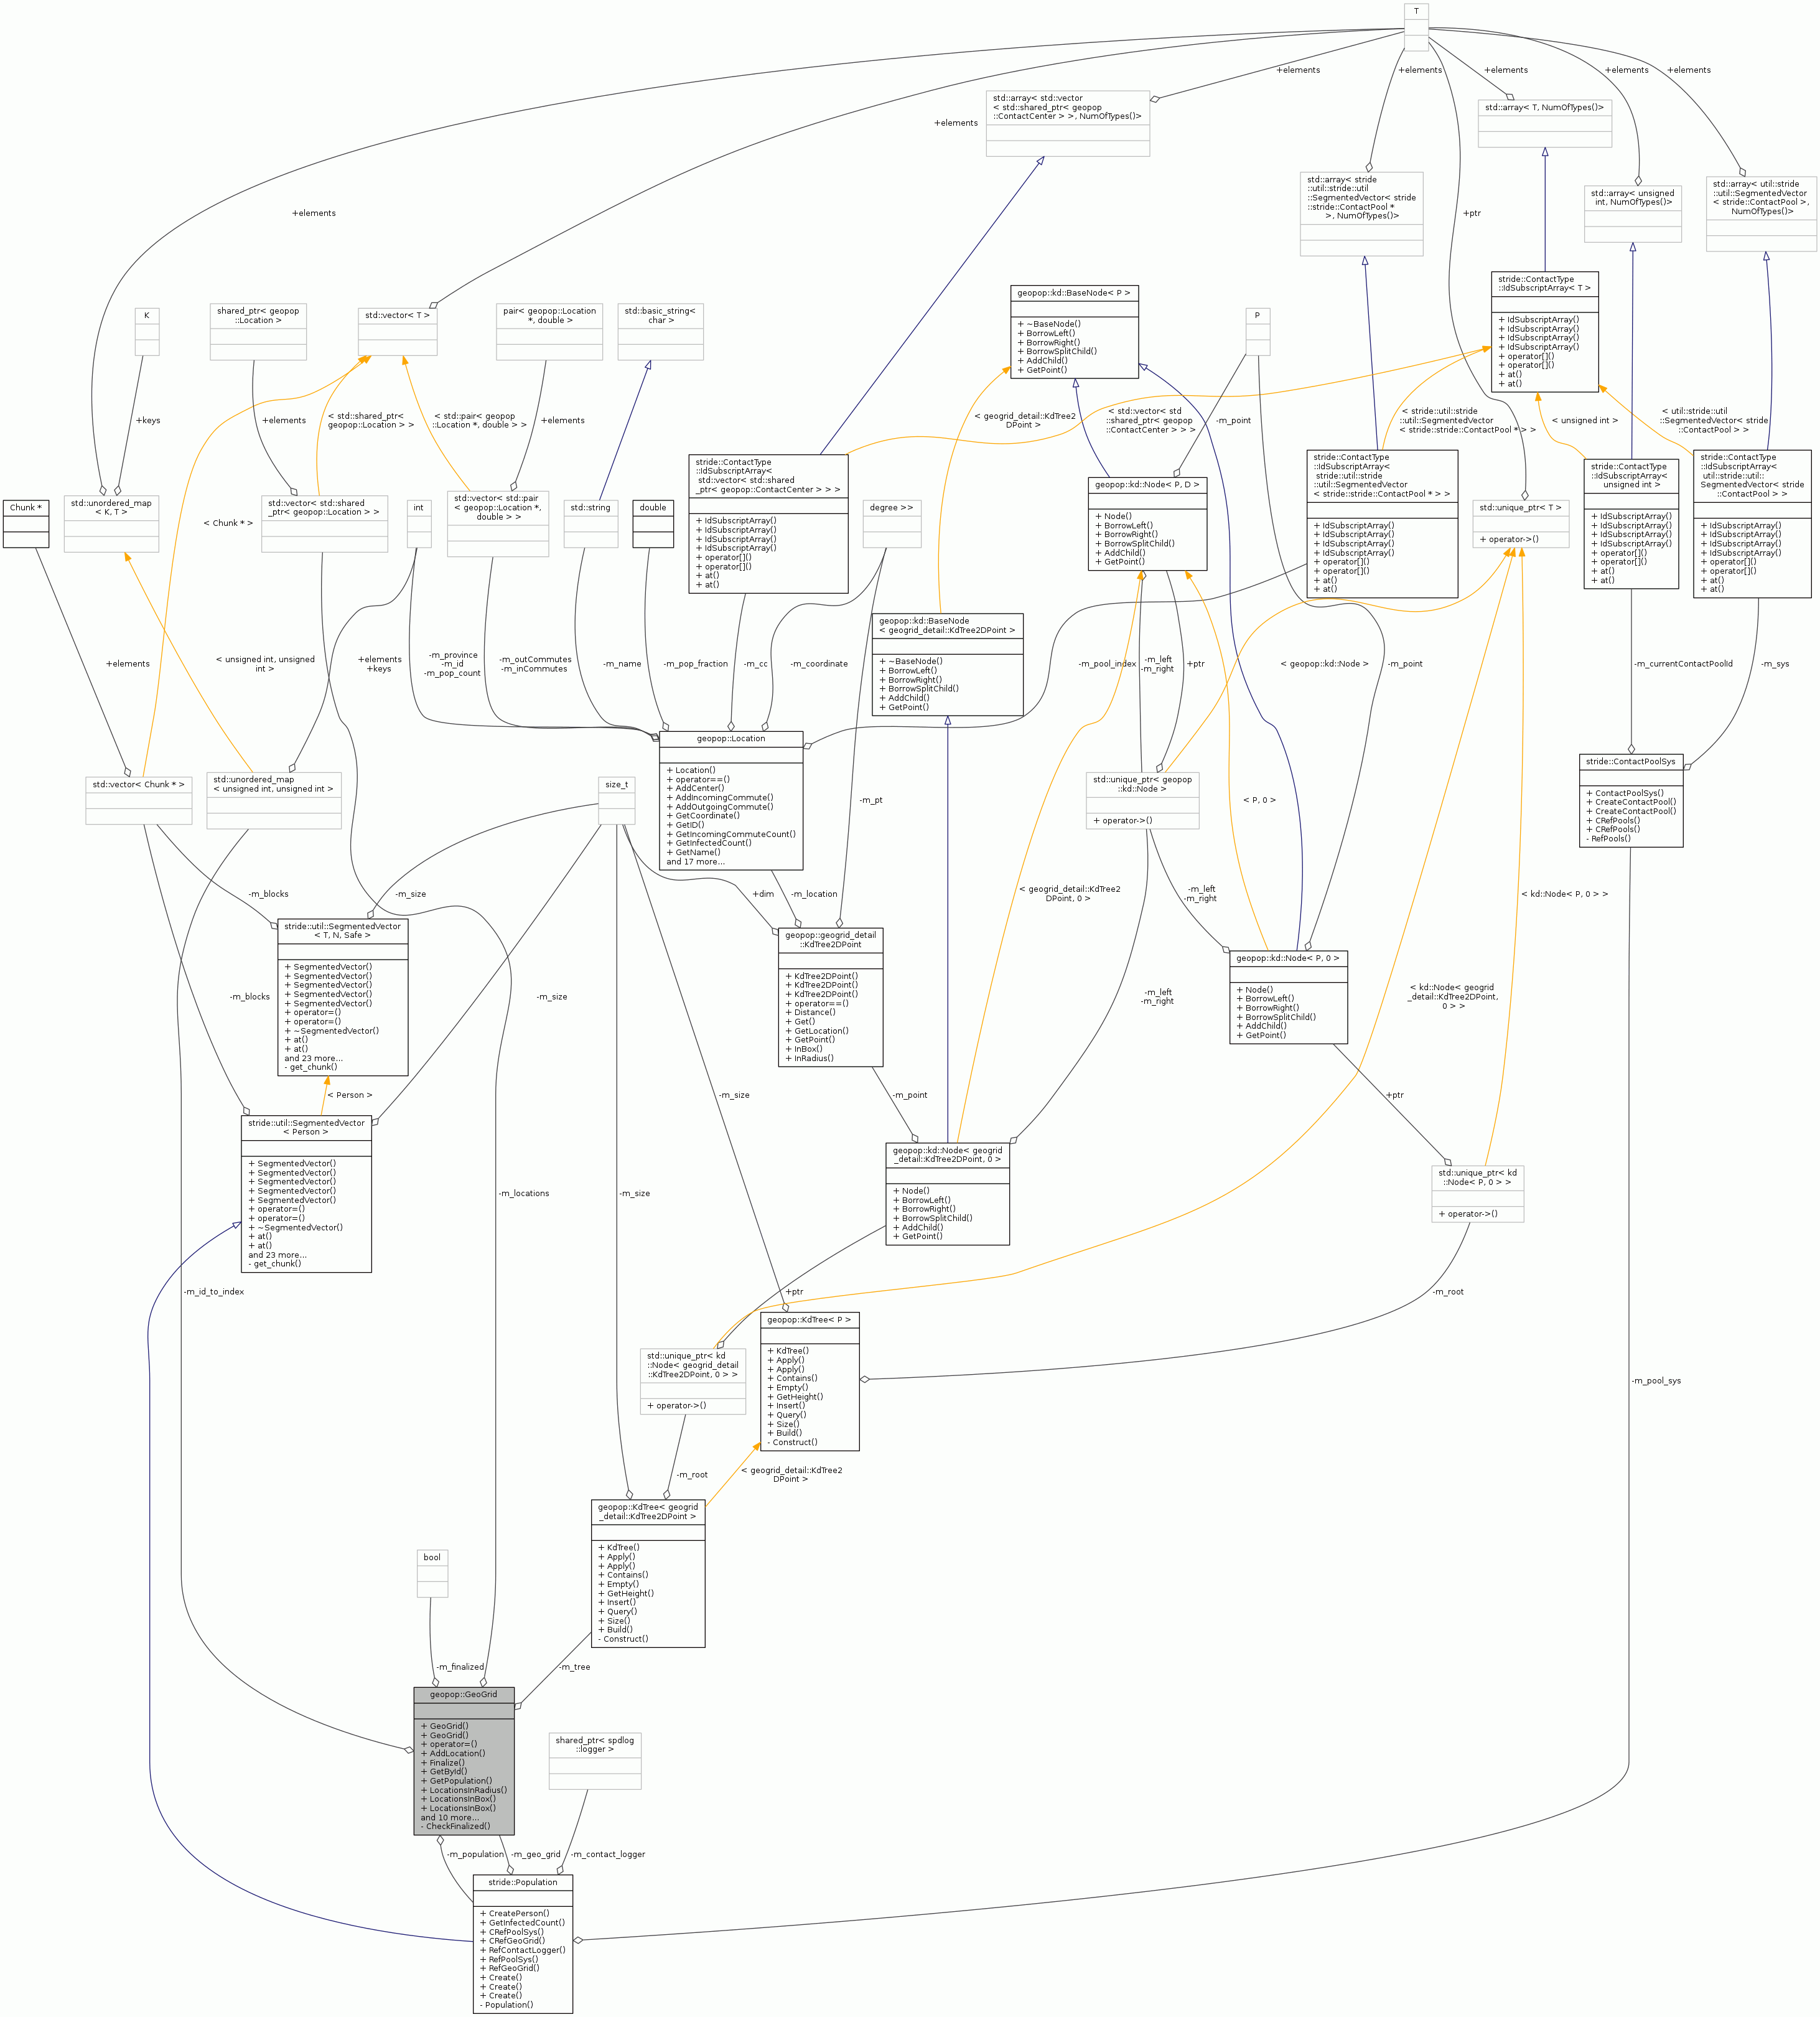 T
+elements
+elements
+elements
+elements
+elements
std::array< std::vector
< std::shared_ptr< geopop
::ContactCenter > >, NumOfTypes()>
std::array< T, NumOfTypes()>
+elements
std::array< stride
::util::stride::util
::SegmentedVector< stride
::stride::ContactPool *
>, NumOfTypes()>
std::array< unsigned
int, NumOfTypes()>
std::array< util::stride
::util::SegmentedVector
< stride::ContactPool >,
NumOfTypes()>
+elements
+ptr
K
shared_ptr< geopop
::Location >
std::vector< T >
pair< geopop::Location
*, double >
std::basic_string<
char >
geopop::kd::BaseNode< P >
+ ~BaseNode()
+ BorrowLeft()
+ BorrowRight()
+ BorrowSplitChild()
+ AddChild()
+ GetPoint()
P
stride::ContactType
::IdSubscriptArray< T >
+ IdSubscriptArray()
+ IdSubscriptArray()
+ IdSubscriptArray()
+ IdSubscriptArray()
+ operator[]()
+ operator[]()
+ at()
+ at()
+keys
+elements
< std::shared_ptr<
geopop::Location > >
< std::pair< geopop
::Location *, double > >
+elements
< geogrid_detail::KdTree2
DPoint >
< std::vector< std
::shared_ptr< geopop
::ContactCenter > > >
-m_point
< stride::util::stride
::util::SegmentedVector
< stride::stride::ContactPool * > >
< unsigned int >
< util::stride::util
::SegmentedVector< stride
::ContactPool > >
Chunk *
std::unordered_map
< K, T >
< Chunk * >
std::vector< std::shared
_ptr< geopop::Location > >
int
std::vector< std::pair
< geopop::Location *,
double > >
std::string
double
stride::ContactType
::IdSubscriptArray<
std::vector< std::shared
_ptr< geopop::ContactCenter > > >
+ IdSubscriptArray()
+ IdSubscriptArray()
+ IdSubscriptArray()
+ IdSubscriptArray()
+ operator[]()
+ operator[]()
+ at()
+ at()
degree >>
geopop::kd::Node< P, D >
+ Node()
+ BorrowLeft()
+ BorrowRight()
+ BorrowSplitChild()
+ AddChild()
+ GetPoint()
stride::ContactType
::IdSubscriptArray<
stride::util::stride
::util::SegmentedVector
< stride::stride::ContactPool * > >
+ IdSubscriptArray()
+ IdSubscriptArray()
+ IdSubscriptArray()
+ IdSubscriptArray()
+ operator[]()
+ operator[]()
+ at()
+ at()
std::unique_ptr< T >
+ operator->()
stride::ContactType
::IdSubscriptArray<
unsigned int >
+ IdSubscriptArray()
+ IdSubscriptArray()
+ IdSubscriptArray()
+ IdSubscriptArray()
+ operator[]()
+ operator[]()
+ at()
+ at()
stride::ContactType
::IdSubscriptArray<
util::stride::util::
SegmentedVector< stride
::ContactPool > >
+ IdSubscriptArray()
+ IdSubscriptArray()
+ IdSubscriptArray()
+ IdSubscriptArray()
+ operator[]()
+ operator[]()
+ at()
+ at()
geopop::kd::BaseNode
< geogrid_detail::KdTree2DPoint >
+ ~BaseNode()
+ BorrowLeft()
+ BorrowRight()
+ BorrowSplitChild()
+ AddChild()
+ GetPoint()
+elements
< unsigned int, unsigned
int >
+elements
+keys
-m_province
-m_id
-m_pop_count
-m_outCommutes
-m_inCommutes
-m_name
-m_pop_fraction
-m_cc
-m_coordinate
-m_pool_index
-m_left
-m_right
+ptr
< geopop::kd::Node >
-m_point
-m_currentContactPoolId
-m_sys
geopop::Location
+ Location()
+ operator==()
+ AddCenter()
+ AddIncomingCommute()
+ AddOutgoingCommute()
+ GetCoordinate()
+ GetID()
+ GetIncomingCommuteCount()
+ GetInfectedCount()
+ GetName()
and 17 more...
std::vector< Chunk * >
std::unordered_map
< unsigned int, unsigned int >
size_t
-m_pt
std::unique_ptr< geopop
::kd::Node >
+ operator->()
< P, 0 >
stride::ContactPoolSys
+ ContactPoolSys()
+ CreateContactPool()
+ CreateContactPool()
+ CRefPools()
+ CRefPools()
- RefPools()
-m_blocks
-m_size
+dim
-m_location
< geogrid_detail::KdTree2
DPoint, 0 >
-m_left
-m_right
< kd::Node< P, 0 > >
stride::util::SegmentedVector
< T, N, Safe >
+ SegmentedVector()
+ SegmentedVector()
+ SegmentedVector()
+ SegmentedVector()
+ SegmentedVector()
+ operator=()
+ operator=()
+ ~SegmentedVector()
+ at()
+ at()
and 23 more...
- get_chunk()
geopop::geogrid_detail
::KdTree2DPoint
+ KdTree2DPoint()
+ KdTree2DPoint()
+ KdTree2DPoint()
+ operator==()
+ Distance()
+ Get()
+ GetLocation()
+ GetPoint()
+ InBox()
+ InRadius()
geopop::kd::Node< P, 0 >
+ Node()
+ BorrowLeft()
+ BorrowRight()
+ BorrowSplitChild()
+ AddChild()
+ GetPoint()
-m_blocks
-m_size
-m_left
-m_right
< kd::Node< geogrid
_detail::KdTree2DPoint,
0 > >
< Person >
-m_size
-m_point
+ptr
stride::util::SegmentedVector
< Person >
+ SegmentedVector()
+ SegmentedVector()
+ SegmentedVector()
+ SegmentedVector()
+ SegmentedVector()
+ operator=()
+ operator=()
+ ~SegmentedVector()
+ at()
+ at()
and 23 more...
- get_chunk()
-m_locations
-m_size
geopop::kd::Node< geogrid
_detail::KdTree2DPoint, 0 >
+ Node()
+ BorrowLeft()
+ BorrowRight()
+ BorrowSplitChild()
+ AddChild()
+ GetPoint()
std::unique_ptr< kd
::Node< P, 0 > >
+ operator->()
-m_id_to_index
+ptr
-m_root
geopop::KdTree< P >
+ KdTree()
+ Apply()
+ Apply()
+ Contains()
+ Empty()
+ GetHeight()
+ Insert()
+ Query()
+ Size()
+ Build()
- Construct()
std::unique_ptr< kd
::Node< geogrid_detail
::KdTree2DPoint, 0 > >
+ operator->()
-m_pool_sys
-m_root
< geogrid_detail::KdTree2
DPoint >
geopop::KdTree< geogrid
_detail::KdTree2DPoint >
+ KdTree()
+ Apply()
+ Apply()
+ Contains()
+ Empty()
+ GetHeight()
+ Insert()
+ Query()
+ Size()
+ Build()
- Construct()
bool
-m_finalized
-m_tree
geopop::GeoGrid
+ GeoGrid()
+ GeoGrid()
+ operator=()
+ AddLocation()
+ Finalize()
+ GetById()
+ GetPopulation()
+ LocationsInRadius()
+ LocationsInBox()
+ LocationsInBox()
and 10 more...
- CheckFinalized()
shared_ptr< spdlog
::logger >
-m_population
-m_geo_grid
-m_contact_logger
stride::Population
+ CreatePerson()
+ GetInfectedCount()
+ CRefPoolSys()
+ CRefGeoGrid()
+ RefContactLogger()
+ RefPoolSys()
+ RefGeoGrid()
+ Create()
+ Create()
+ Create()
- Population()